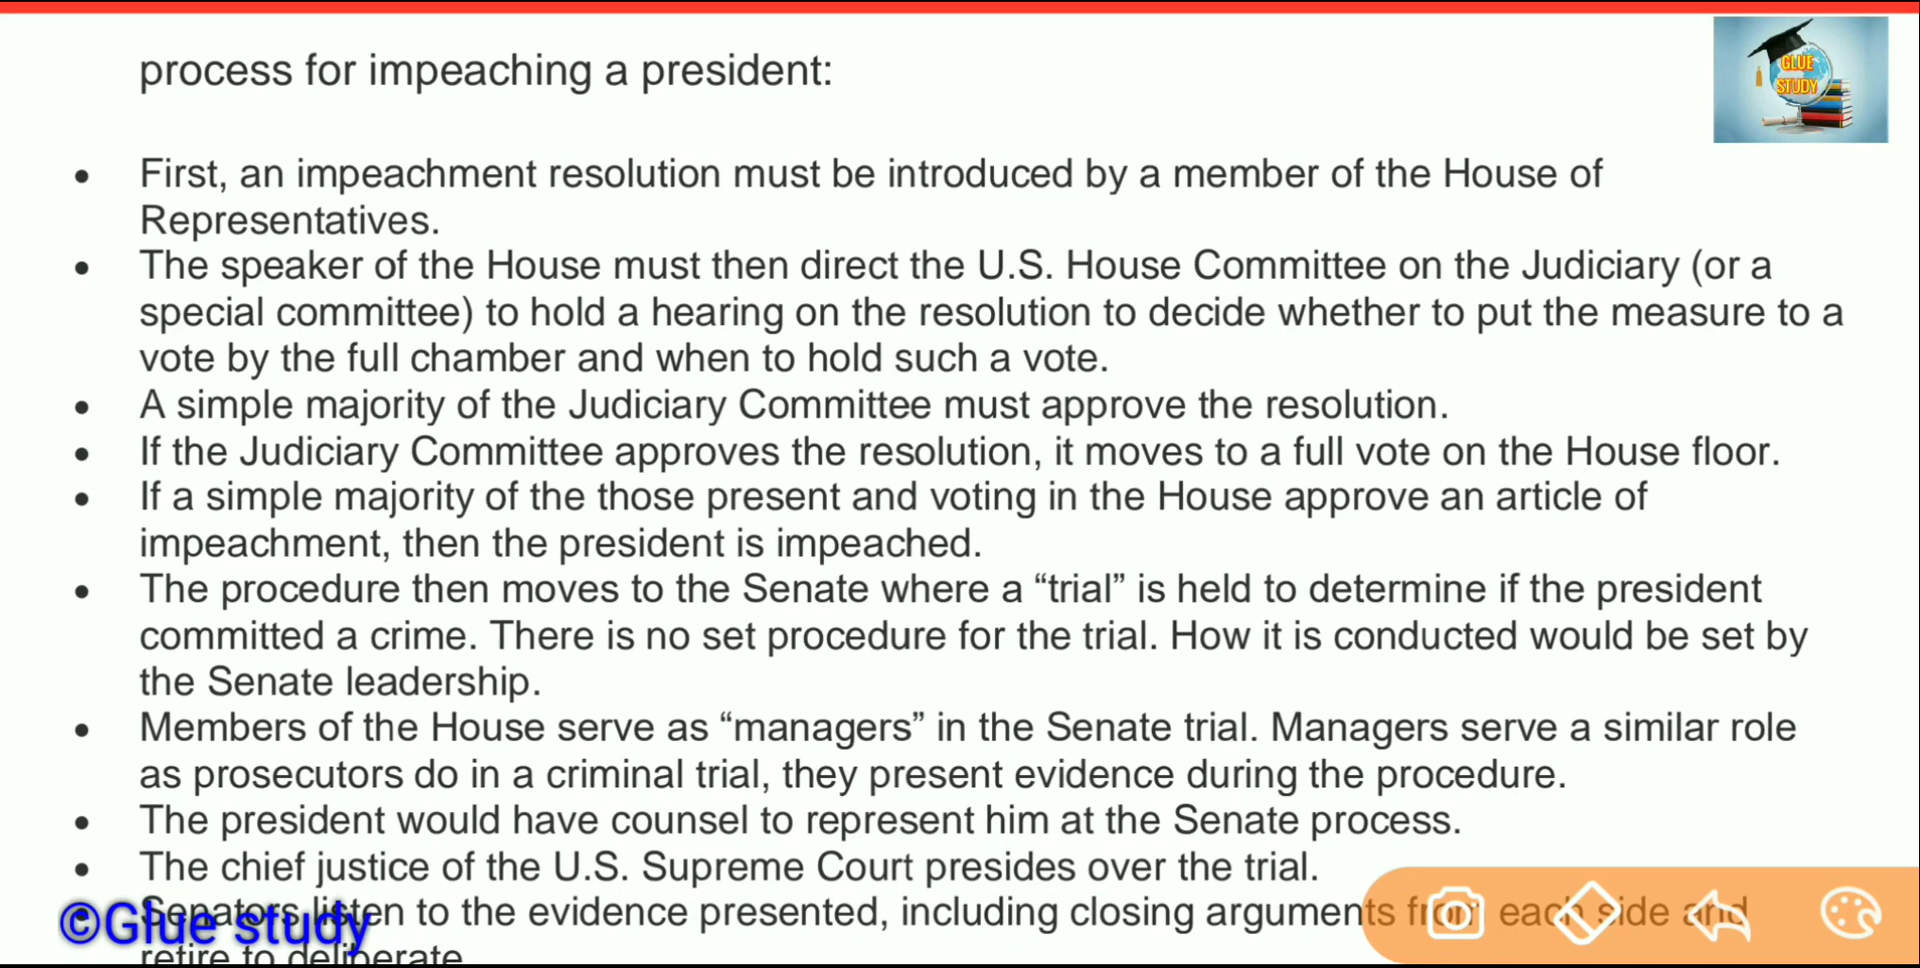 process for impeaching a president:
GLUE
STUDY
• First, an impeachment resolution must be introduced by a member of the House of
Representatives.
• The speaker of the House must then direct the U.S. House Committee on the Judiciary (or a
special committee) to hold a hearing on the resolution to decide whether to put the measure to a
vote by the full chamber and when to hold such a vote.
• A simple majority of the Judiciary Committee must approve the resolution.
• If the Judiciary Committee approves the resolution, it moves to a full vote on the House floor.
• If a simple majority of the those present and voting in the House approve an article of
impeachment, then the president is impeached.
• The procedure then moves to the Senate where a “trial” is held to determine if the president
committed a crime. There is no set procedure for the trial. How it is conducted would be set by
the Senate leadership.
• Members of the House serve as “managers” in the Senate trial. Managers serve a similar role
as prosecutors do in a criminal trial, they present evidence during the procedure.
• The president would have counsel to represent him at the Senate process.
• The chief justice of the U.S. Supreme Court presides over the trial.
• Senators listen to the evidence presented, including closing arguments from each side and
©Glue study
retire to deliberate